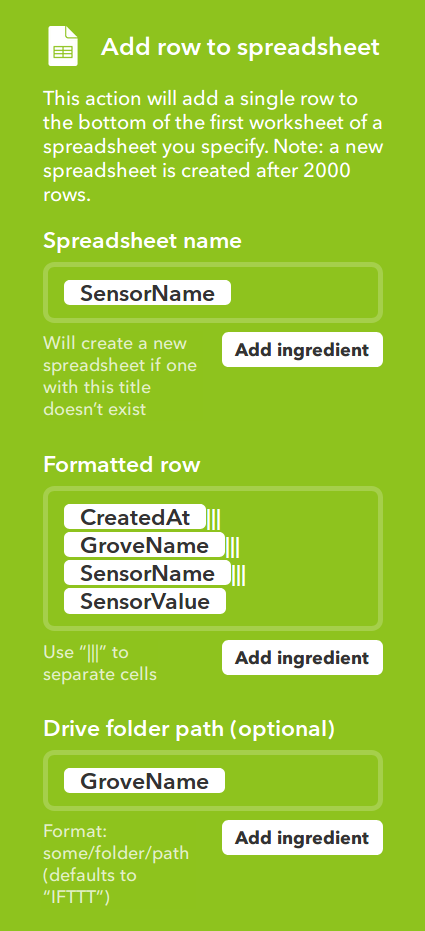 Add row to spreadsheet
This action will add a single row to
the bottom of the first worksheet of a
spreadsheet you specify. Note: a new
spreadsheet is created after 2000
rows.
Spreadsheet name
SensorName
Will create a new
spreadsheet if one
with this title
doesn't exist
Add ingredient
Formatted row
CreatedAt|||
GroveName|||
SensorName|||
SensorValue
Use “|||” to
separate cells
Add ingredient
Drive folder path (optional)
GroveName
Format:
some/folder/path
(defaults to
“IFTTT”)
Add ingredient